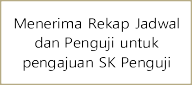 Menerima Rekap Jadwal
dan Penguji untuk
pengajuan SK Penguji